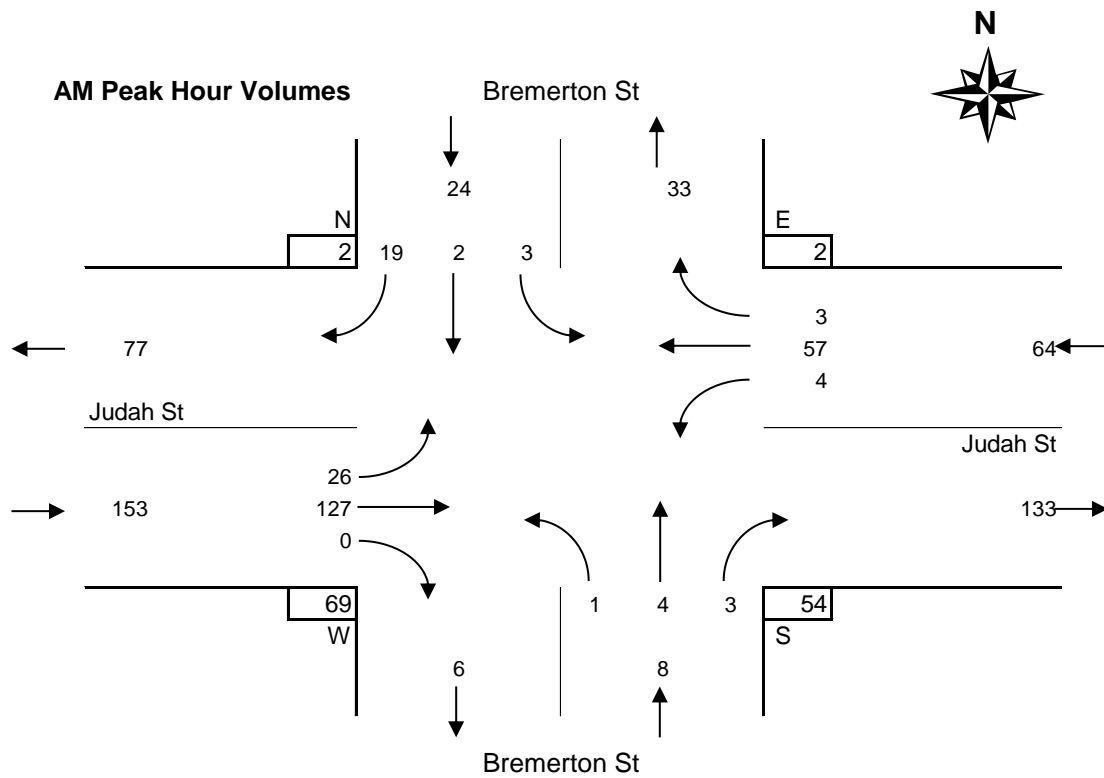 N
AM Peak Hour Volumes Bremerton St
24 33
N E
2 19 2 3 2
3
77 57 64
4
Judah St
Judah St
26
153 127 133
0
69 1 4 3 54
W S
6 8
Bremerton St